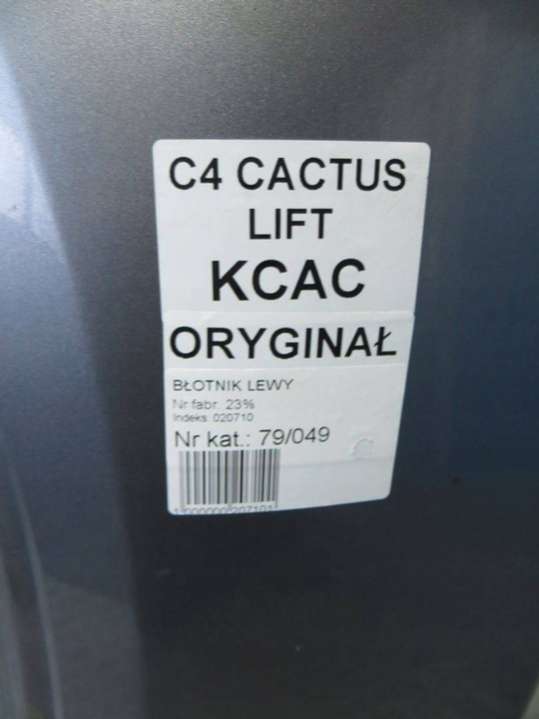 C4 CACTUS
LIFT
KCAC
ORYGINAŁ
BŁOTNIK LEWY
Nr fabr. 23%
Indeks: 020710
Nr kat.: 79/049